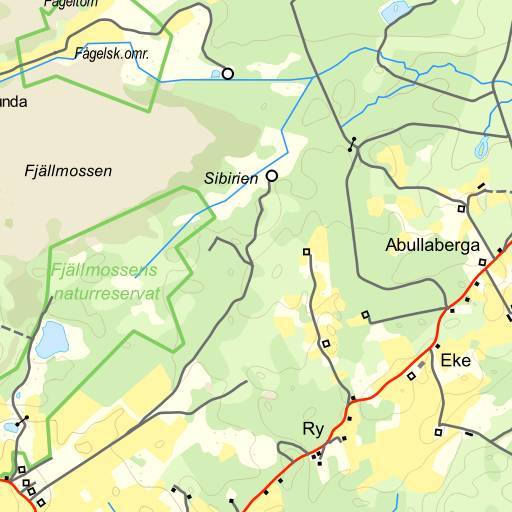 Fågeltorn
Fågelsk.omr.
unda
Fjällmossen
Sibirien
Abullaberga
Fjällmossens
naturreservat
Eke
Ry